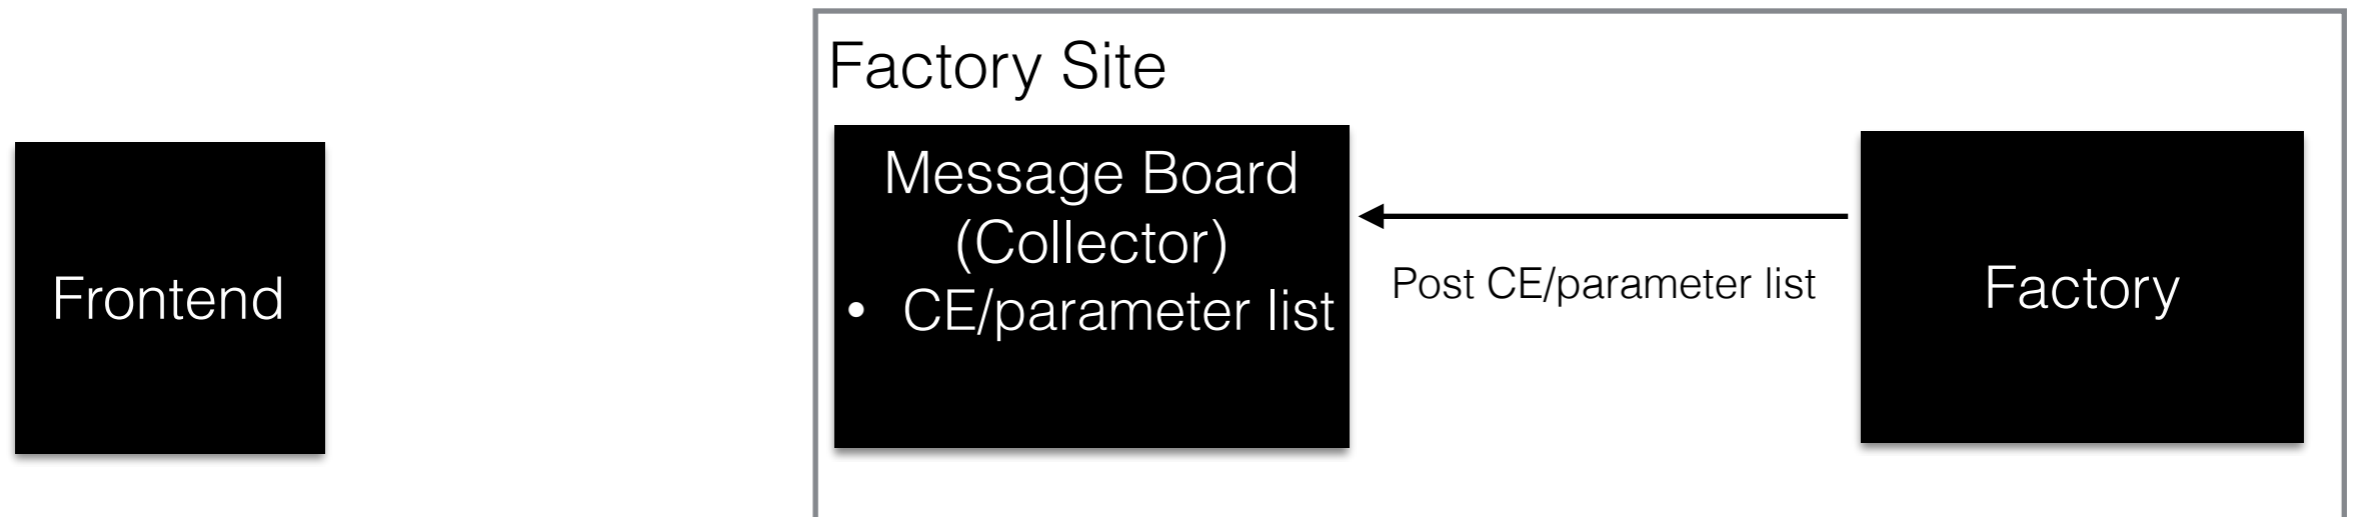 Factory Site
Frontend
Message Board
(Collector)
• CE/parameter list
Post CE/parameter list
Factory